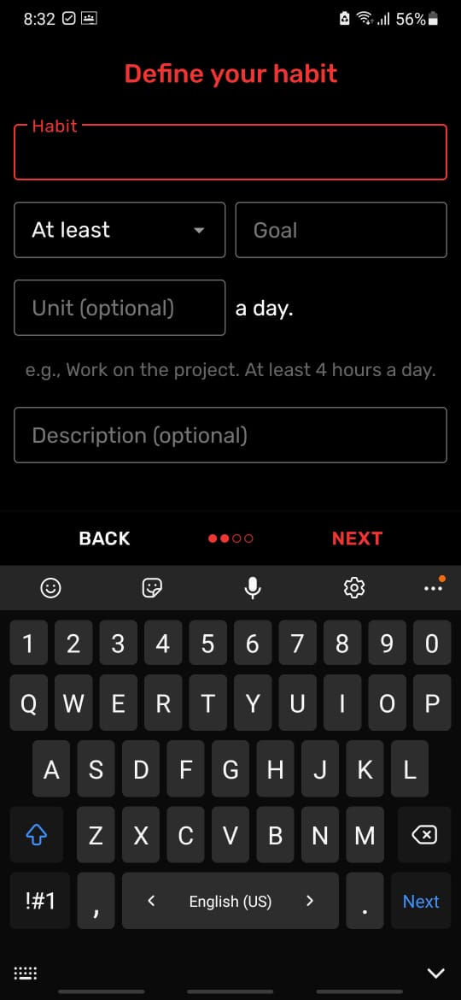 8:32 56%
Define your habit
Habit
At least Goal
Unit (optional) a day.
e.g., Work on the project. At least 4 hours a day.
Description (optional)
BACK NEXT
1 2 3 4 5 6 7 8 9 0
Q W E R T Y U I O P
A S D F G H J K L
Z X C V B N M
!#1 , < English (US) > . Next